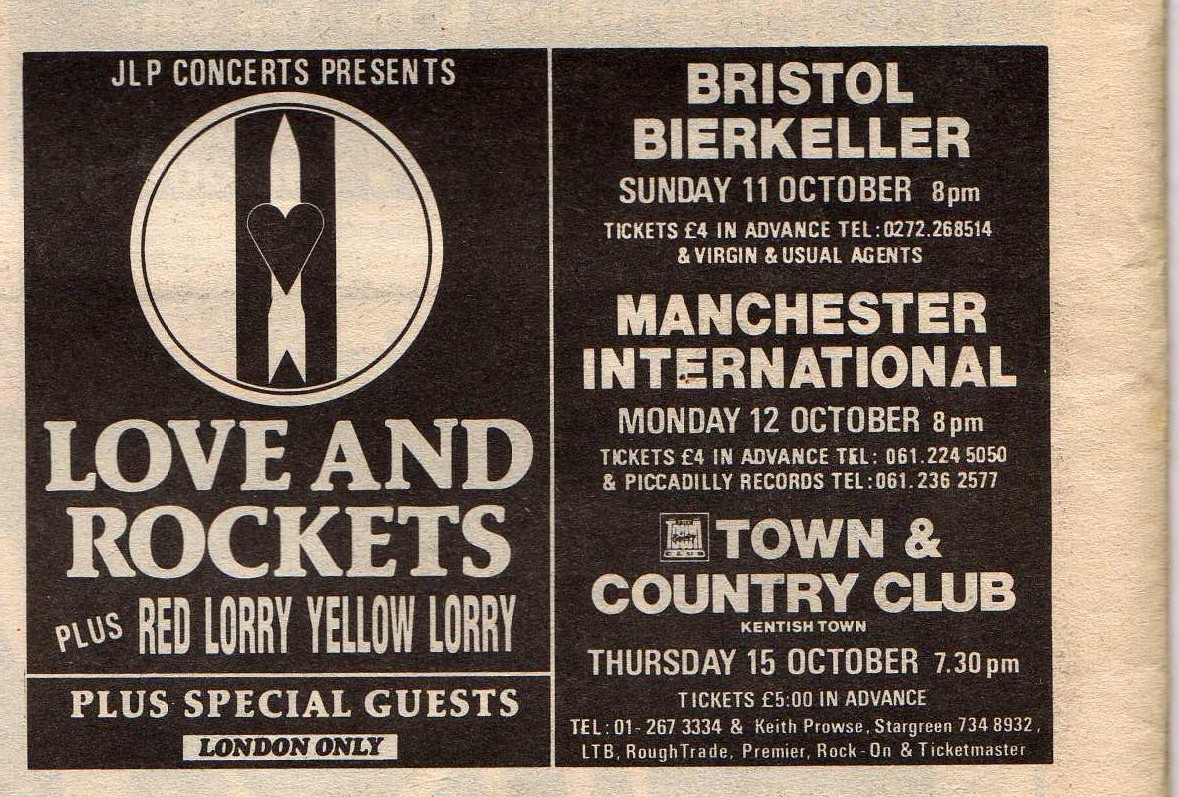 JLP CONCERTS PRESENTS
LOVE AND
ROCKETS
PLUS RED LORRY YELLOW LORRY
PLUS SPECIAL GUESTS
LONDON ONLY
BRISTOL
BIERKELLER
SUNDAY 11 OCTOBER 8pm
TICKETS £4 IN ADVANCE TEL:0272.268514
& VIRGIN & USUAL AGENTS
MANCHESTER
INTERNATIONAL
MONDAY 12 OCTOBER 8pm
TICKETS £4 IN ADVANCE TEL: 061.224 5050
& PICCADILLY RECORDS TEL:061.236 2577
TOWN &
COUNTRY CLUB
KENTISH TOWN
THURSDAY 15 OCTOBER 7.30pm
TICKETS £5:00 IN ADVANCE
TEL: 01-267 3334 & Keith Prowse, Stargreen 734 8932,
LTB, RoughTrade, Premier, Rock-On & Ticketmaster